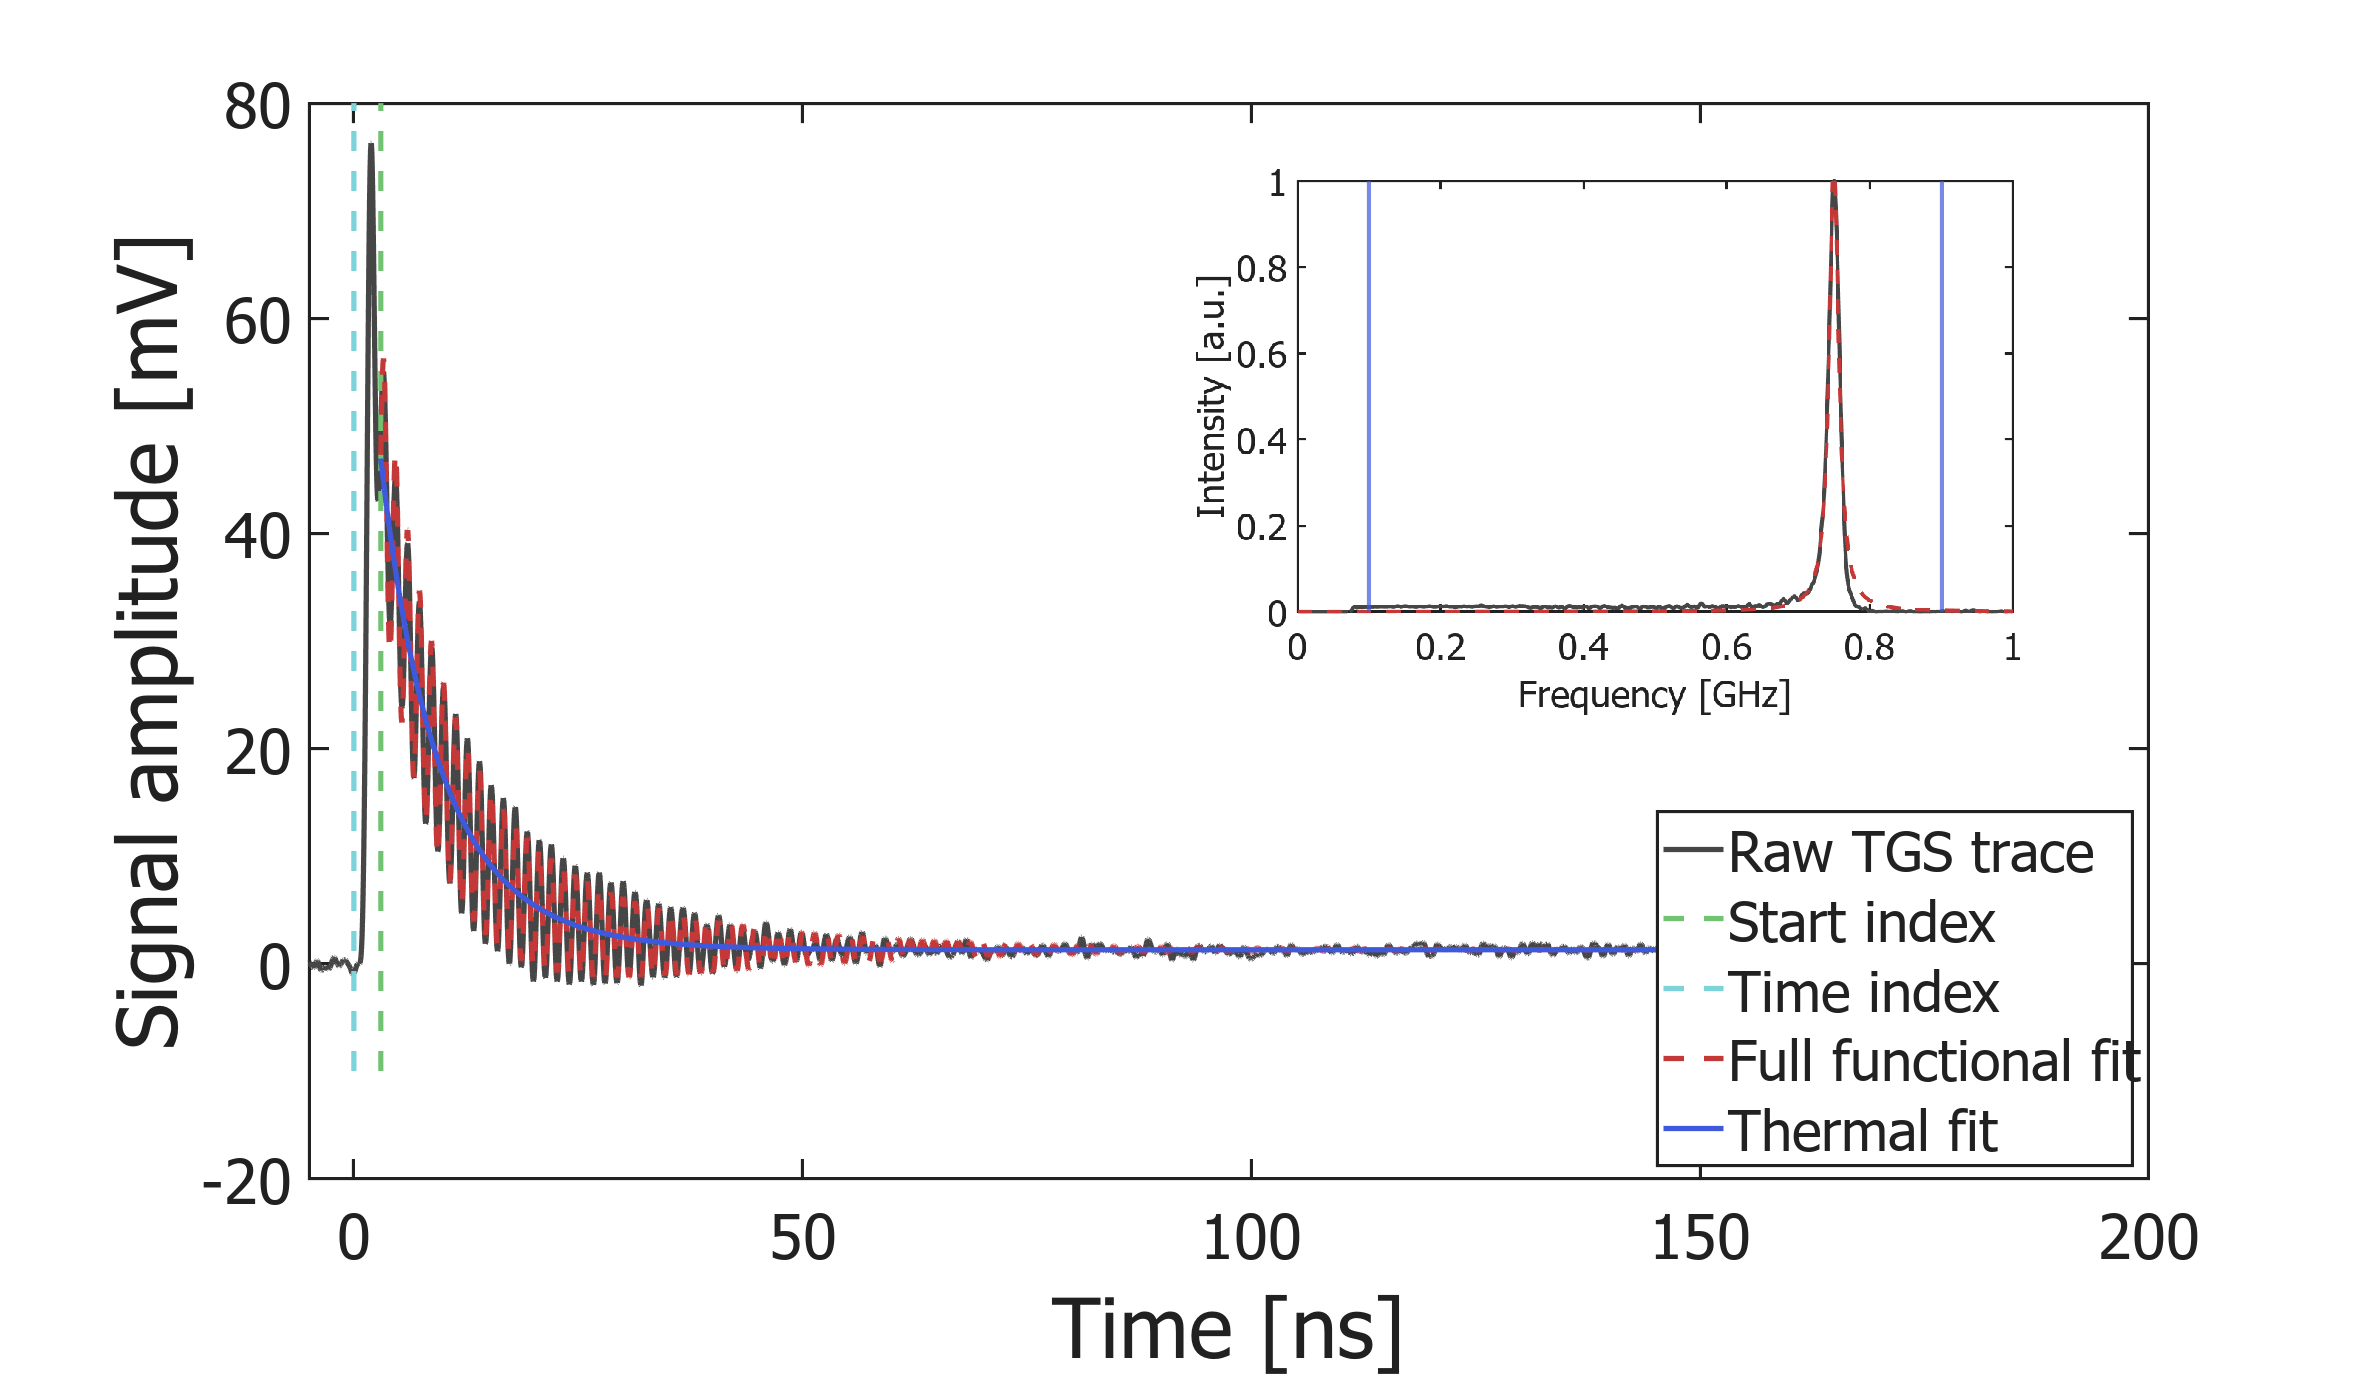 80
60
40
20
0
-20
Signal amplitude [mV]
0
50
100
150
200
Time [ns]
1
0.8
0.6
0.4
0.2
0
Intensity [a.u.]
0
0.2
0.4
0.6
0.8
1
Frequency [GHz]
Raw TGS trace
Start index
Time index
Full functional fit
Thermal fit